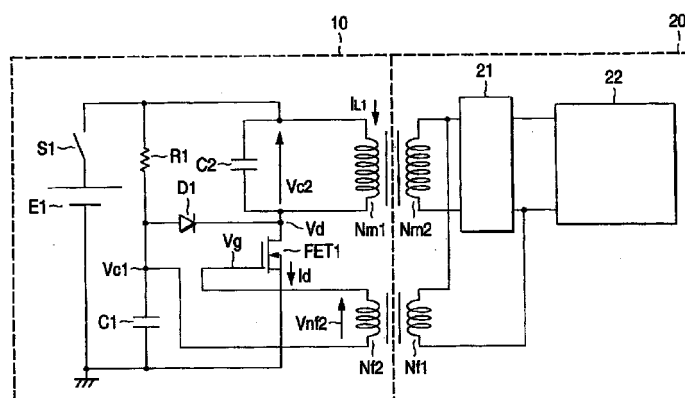 10
20
21
22
IL1
S1
R1
C2
D1
Vc2
E1
Nm1
Nm2
Vd
Vg
FET1
Vc1
Id
C1
Vnf2
Nf2
Nf1